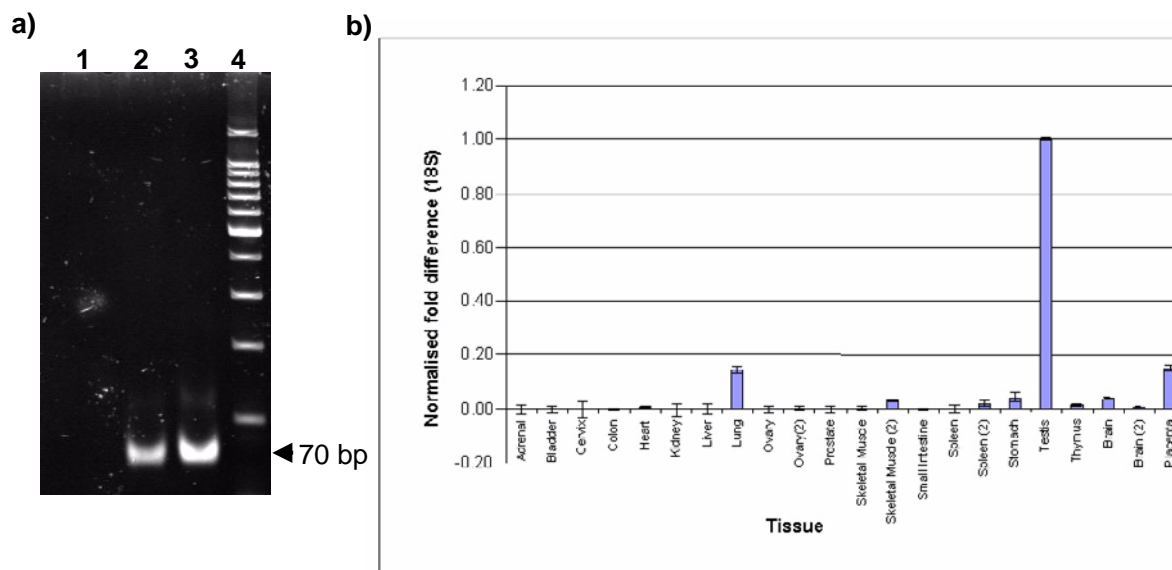 a)
1 2 3 4
70 bp
b)
Normalised fold difference (18S)
1.20
1.00
0.80
0.60
0.40
0.20
0.00
-0.20
Adrenal
Bladder
Cervix
Colon
Heart
Kidney
Liver
Lung
Ovary
Ovary(2)
Prostate
Skeletal Muscle
Skeletal Muscle (2)
Small Intestine
Spleen
Spleen (2)
Stomach
Testis
Thymus
Brain
Brain (2)
Placenta
Tissue